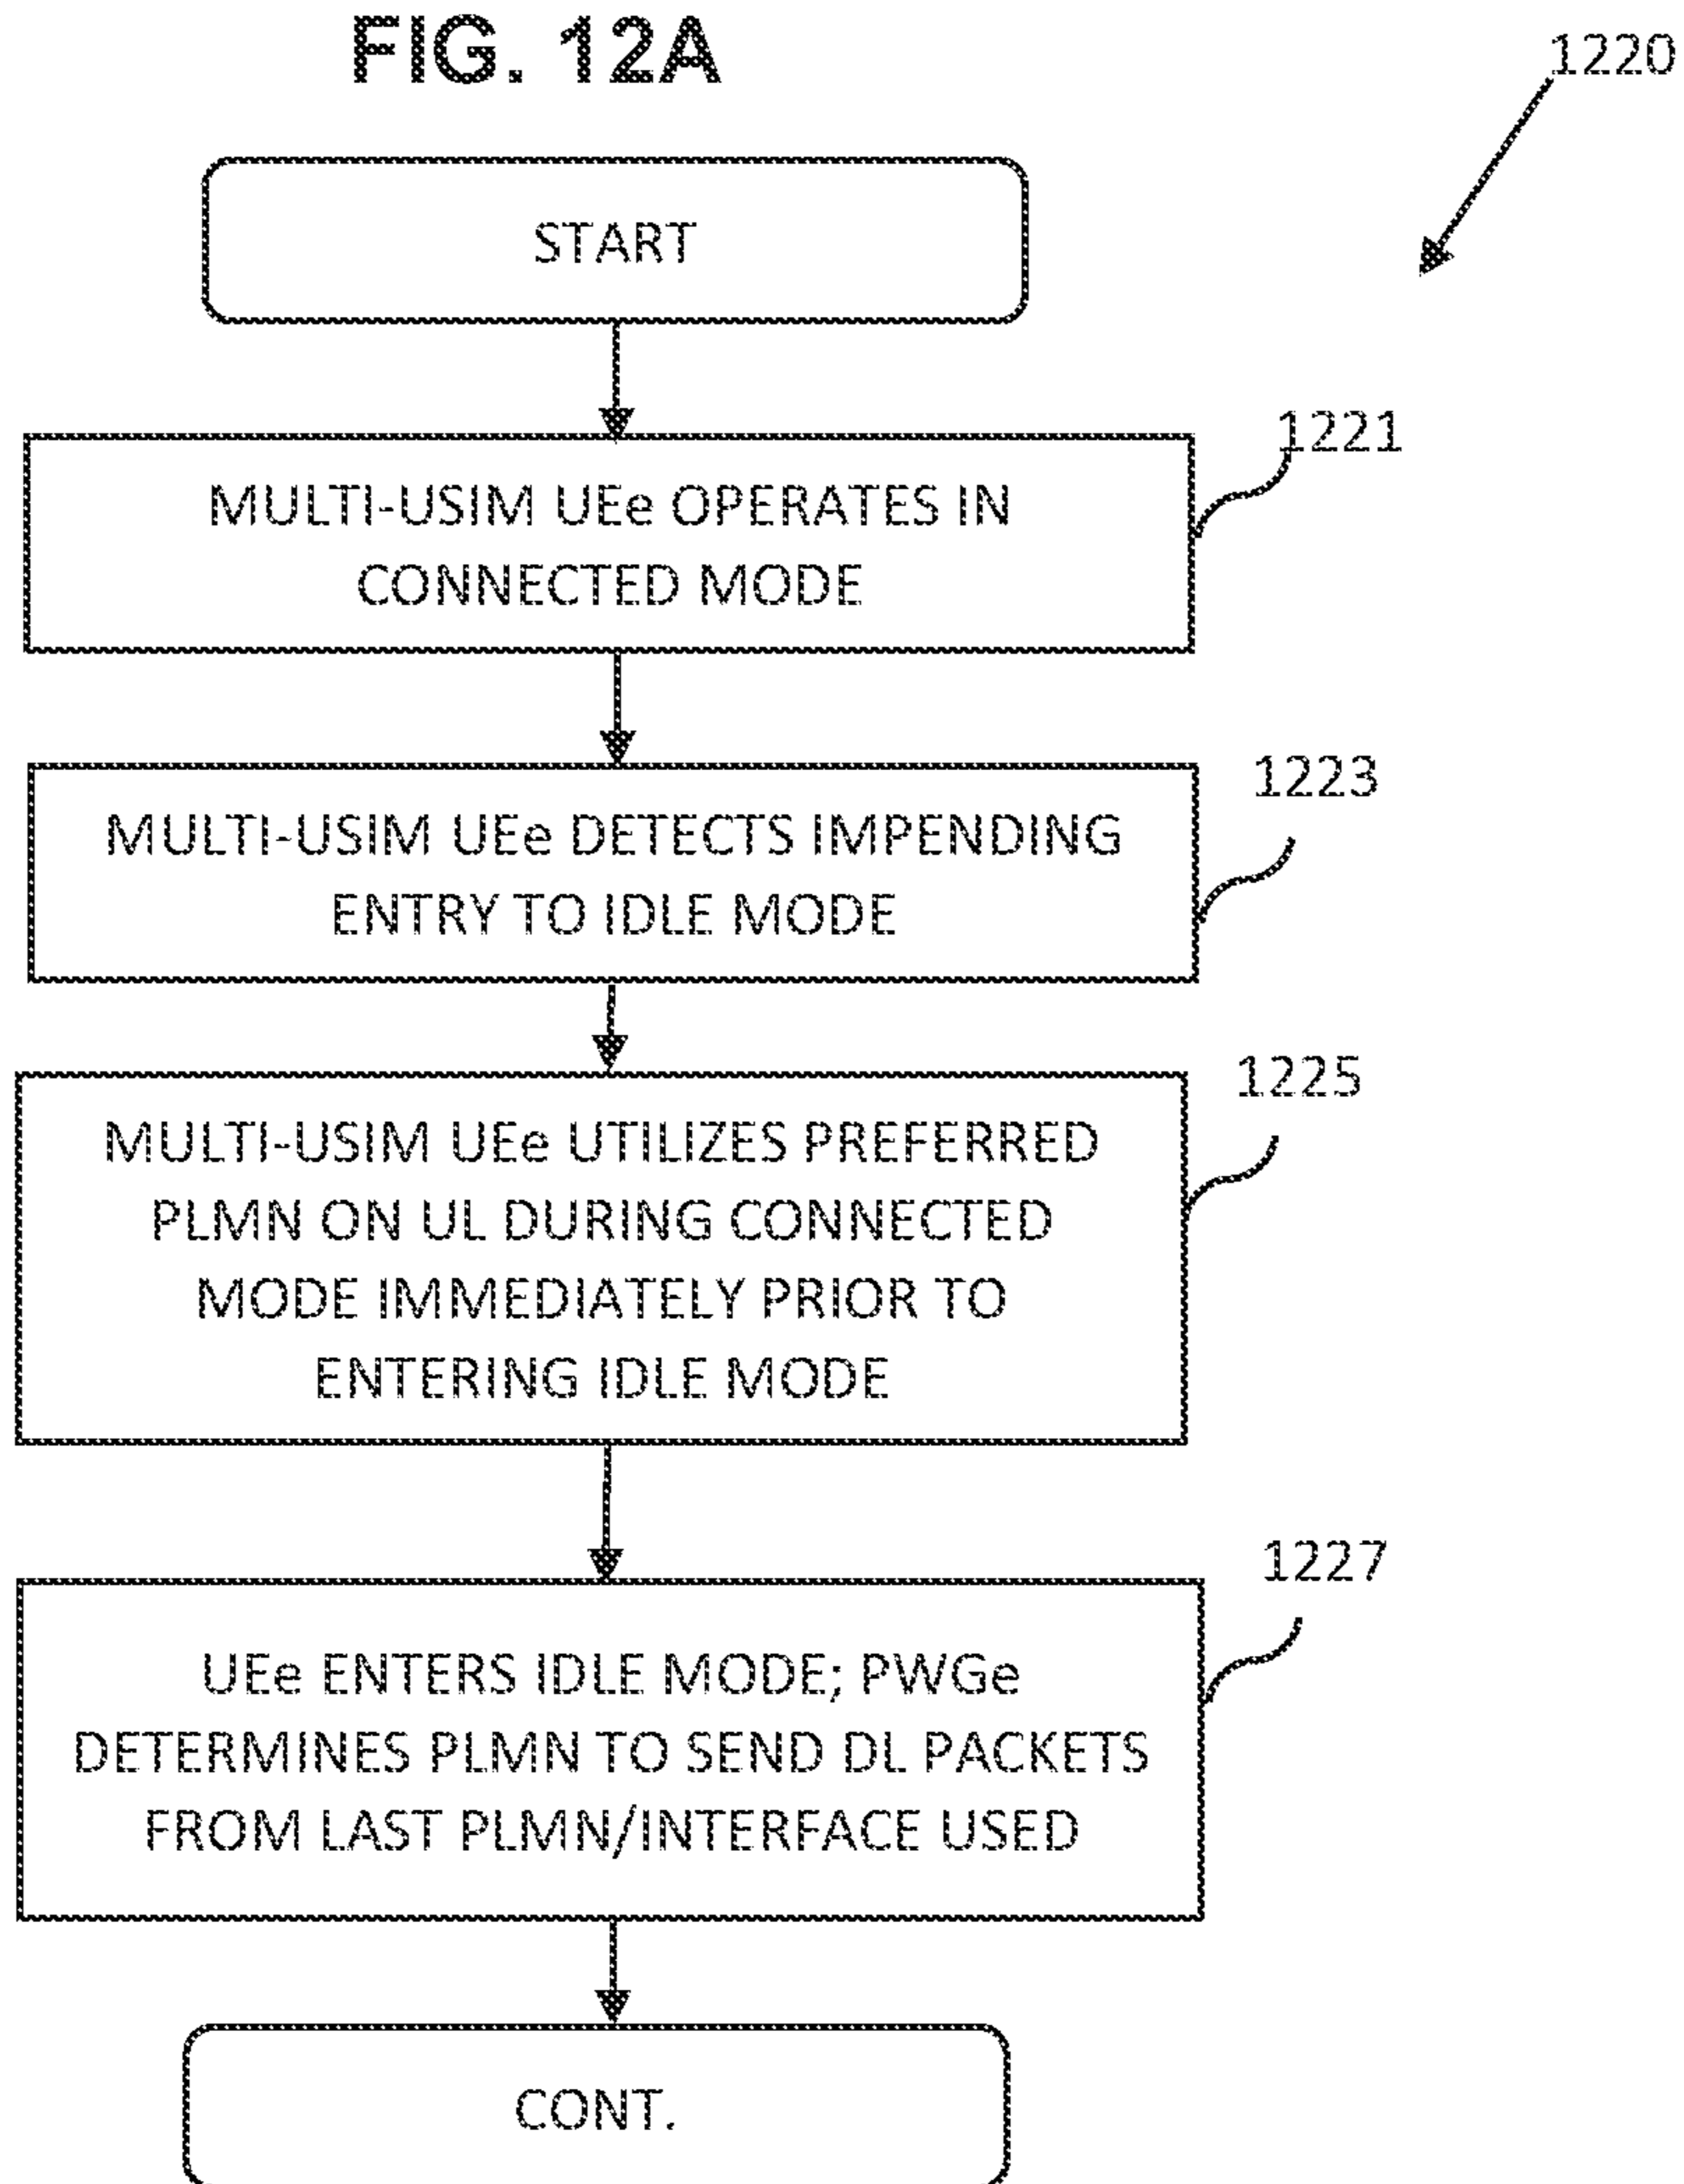 FIG. 12A
1220
START
1221
MULTI-USIM UEe OPERATES IN
CONNECTED MODE
1223
MULTI-USIM UEe DETECTS IMPENDING
ENTRY TO IDLE MODE
1225
MULTI-USIM UEe UTILIZES PREFERRED
PLMN ON UL DURING CONNECTED
MODE IMMEDIATELY PRIOR TO
ENTERING IDLE MODE
1227
UEe ENTERS IDLE MODE; PWGe
DETERMINES PLMN TO SEND DL PACKETS
FROM LAST PLMN/INTERFACE USED
CONT.